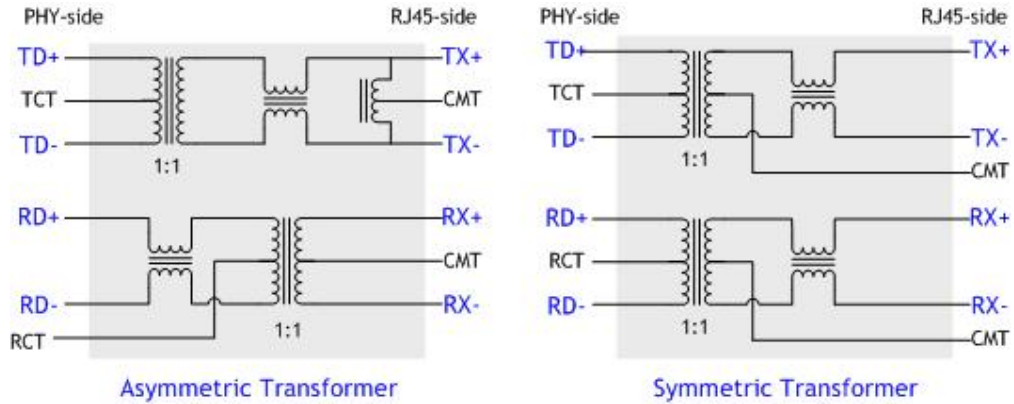 PHY-side RJ45-side PHY-side RJ45-side
TD+ TX+ TD+ TX+
TCT CMT TCT
TD- TX- TD- TX-
1:1 1:1
CMT
RD+ RX+ RD+ RX+
CMT RCT
RD- RX- RD- RX-
1:1 1:1
RCT CMT
Asymmetric Transformer Symmetric Transformer